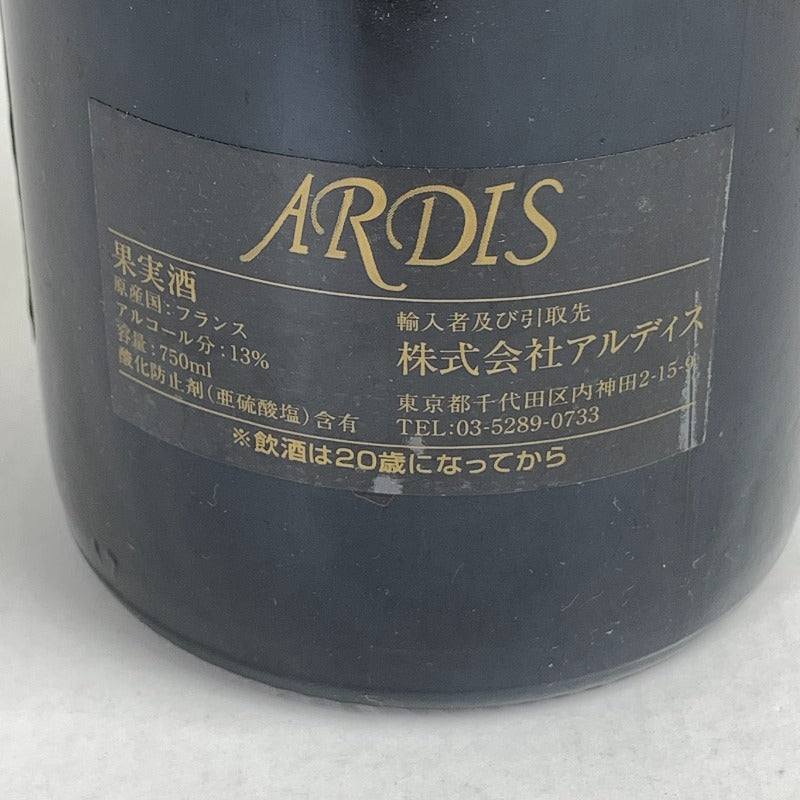 ARDIS
果実酒
原産国：フランス
アルコール分：13%
容量：750ml
酸化防止剤（亜硫酸塩）含有
輸入者及び引取先
株式会社アルディス
東京都千代田区内神田2-15-9
TEL:03-5289-0733
※飲酒は20歳になってから